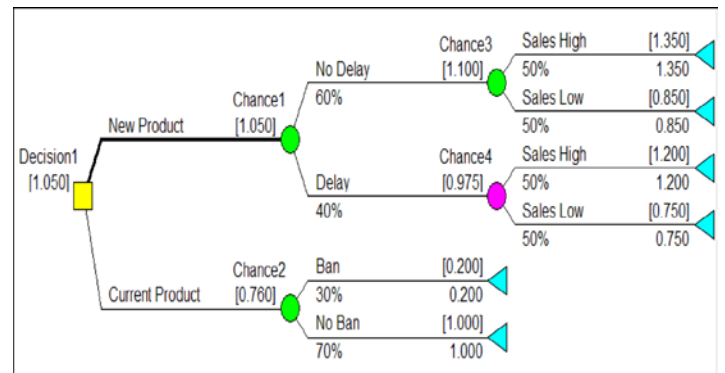 Chance3
Sales High [1.350]
No Delay [1.100] 50% 1.350
60% Sales Low [0.850]
Chance1
50% 0.850
New Product [1.050]
Decision1
Chance4 Sales High [1.200]
[1.050]
Delay [0.975] 50% 1.200
40% Sales Low [0.750]
50% 0.750
Chance2 Ban [0.200]
Current Product [0.760] 30% 0.200
No Ban [1.000]
70% 1.000